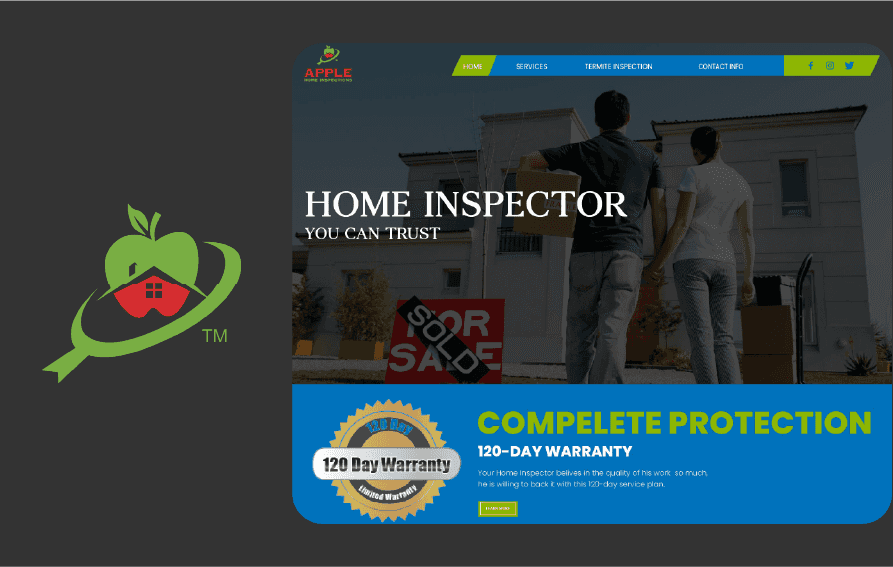 APPLE
HOME INSPECTIONS
HOME
SERVICES
TERMITE INSPECTION
CONTACT INFO
HOME INSPECTOR
YOU CAN TRUST
TM
FOR
SALE
SOLD
120 Day
120 Day Warranty
Limited Warranty
COMPELETE PROTECTION
120-DAY WARRANTY
Your Home Inspector belives in the quality of his work so much,
he is willing to back it with this 120-day service plan.
LEARN MORE